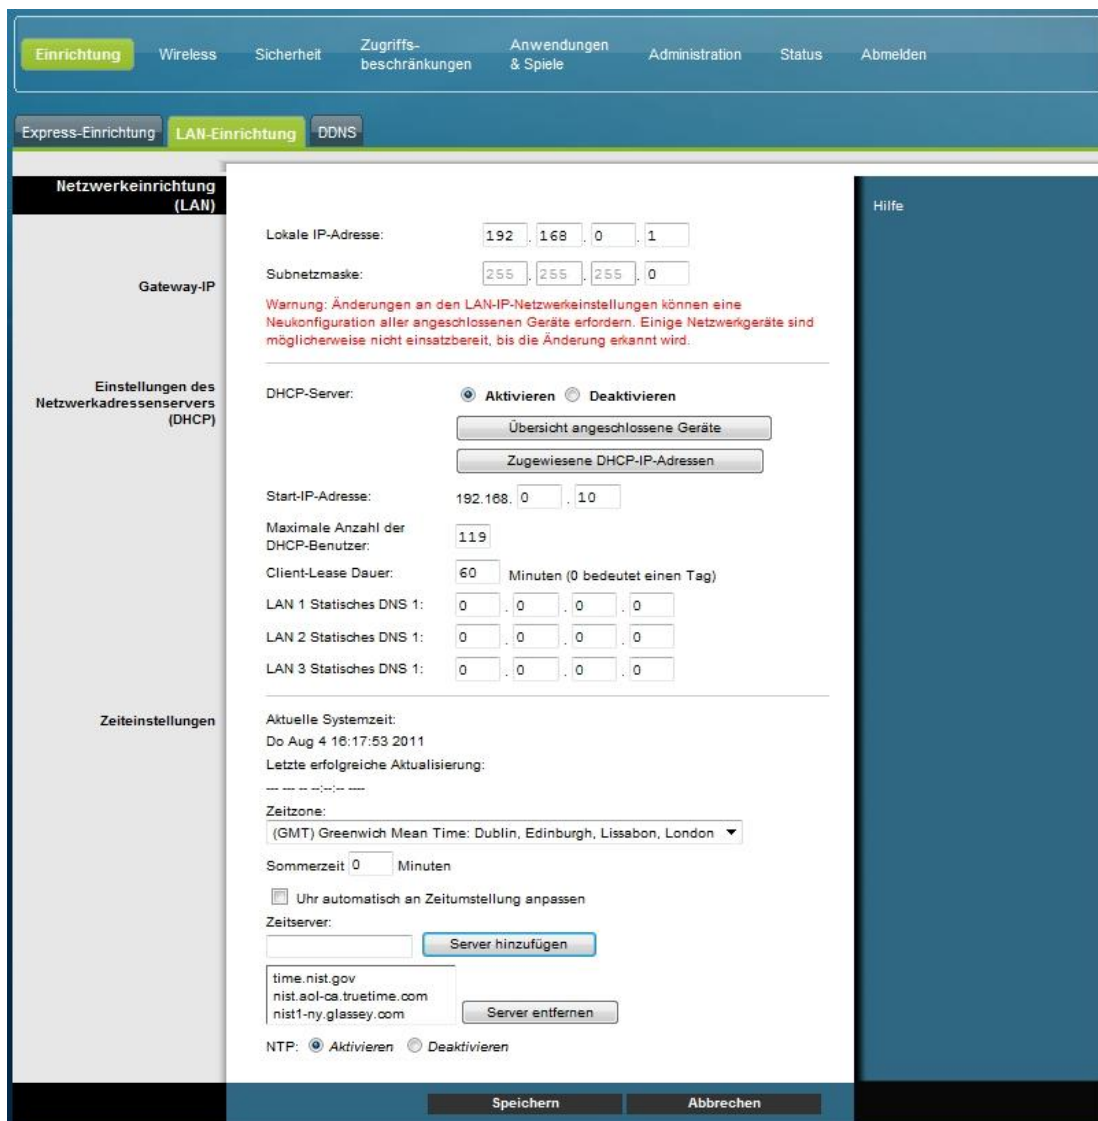 Einrichtung Wireless Sicherheit Zugriffs-
beschränkungen Anwendungen
& Spiele Administration Status Abmelden
Express-Einrichtung LAN-Einrichtung DDNS
Netzwerkeinrichtung
(LAN)
Hilfe
Gateway-IP
Lokale IP-Adresse: 192 . 168 . 0 . 1
Subnetzmaske: 255 . 255 . 255 . 0
Warnung: Änderungen an den LAN-IP-Netzwerkeinstellungen können eine
Neukonfiguration aller angeschlossenen Geräte erfordern. Einige Netzwerkgeräte sind
möglicherweise nicht einsatzbereit, bis die Änderung erkannt wird.
Einstellungen des
Netzwerkadressenservers
(DHCP)
DHCP-Server: Aktivieren Deaktivieren
Übersicht angeschlossene Geräte
Zugewiesene DHCP-IP-Adressen
Start-IP-Adresse: 192.168. 0 . 10
Maximale Anzahl der
DHCP-Benutzer: 119
Client-Lease Dauer: 60 Minuten (0 bedeutet einen Tag)
LAN 1 Statisches DNS 1: 0 . 0 . 0 . 0
LAN 2 Statisches DNS 1: 0 . 0 . 0 . 0
LAN 3 Statisches DNS 1: 0 . 0 . 0 . 0
Zeiteinstellungen
Aktuelle Systemzeit:
Do Aug 4 16:17:53 2011
Letzte erfolgreiche Aktualisierung:
--- --- -- --:--:-- ----
Zeitzone:
(GMT) Greenwich Mean Time: Dublin, Edinburgh, Lissabon, London
Sommerzeit 0 Minuten
Uhr automatisch an Zeitumstellung anpassen
Zeitserver:
Server hinzufügen
time.nist.gov
nist.aol-ca.truetime.com
nist1-ny.glassey.com
Server entfernen
NTP: Aktivieren Deaktivieren
Speichern Abbrechen